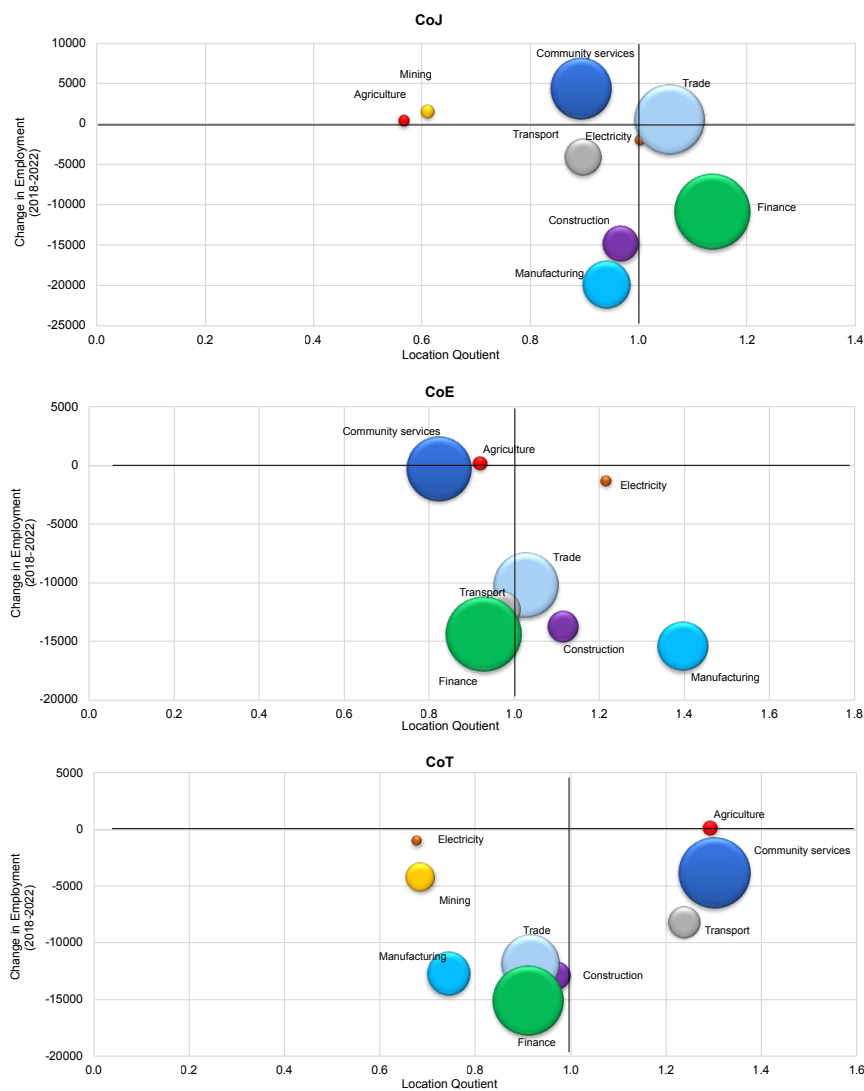 CoJ
10000
5000
0
-5000
-10000
-15000
-20000
-25000
Change in Employment
(2018-2022)
Community services
Trade
Mining
Agriculture
Transport
Electricity
Finance
Construction
Manufacturing
0.0 0.2 0.4 0.6 0.8 1.0 1.2 1.4
Location Qoutient
CoE
5000
0
-5000
-10000
-15000
-20000
Change in Employment
(2018-2022)
Community services
Agriculture
Electricity
Trade
Transport
Construction
Finance
Manufacturing
0.0 0.2 0.4 0.6 0.8 1.0 1.2 1.4 1.6 1.8
Location Qoutient
CoT
5000
0
-5000
-10000
-15000
-20000
Change in Employment
(2018-2022)
Agriculture
Electricity
Community services
Mining
Transport
Trade
Manufacturing
Construction
Finance
0.0 0.2 0.4 0.6 0.8 1.0 1.2 1.4 1.6
Location Qoutient